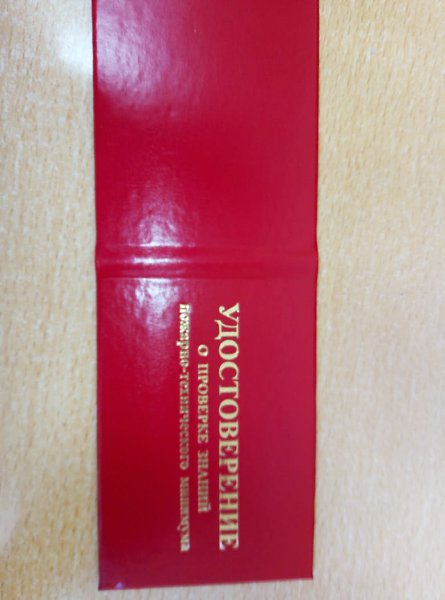 УДОСТОВЕРЕНИЕ
О ПРОВЕРКЕ ЗНАНИЙ
пожарно-технического минимума